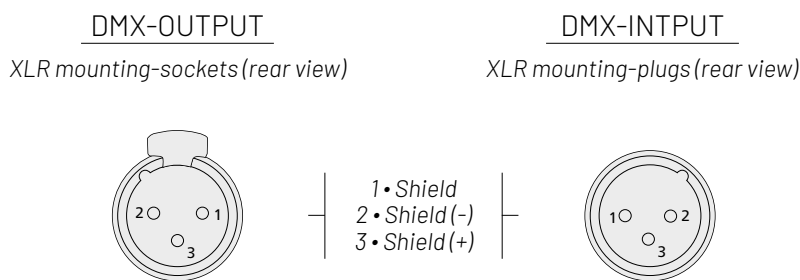 DMX-OUTPUT
XLR mounting-sockets (rear view)
2 1
3
1 • Shield
2 • Shield (-)
3 • Shield (+)
DMX-INTPUT
XLR mounting-plugs (rear view)
1 2
3